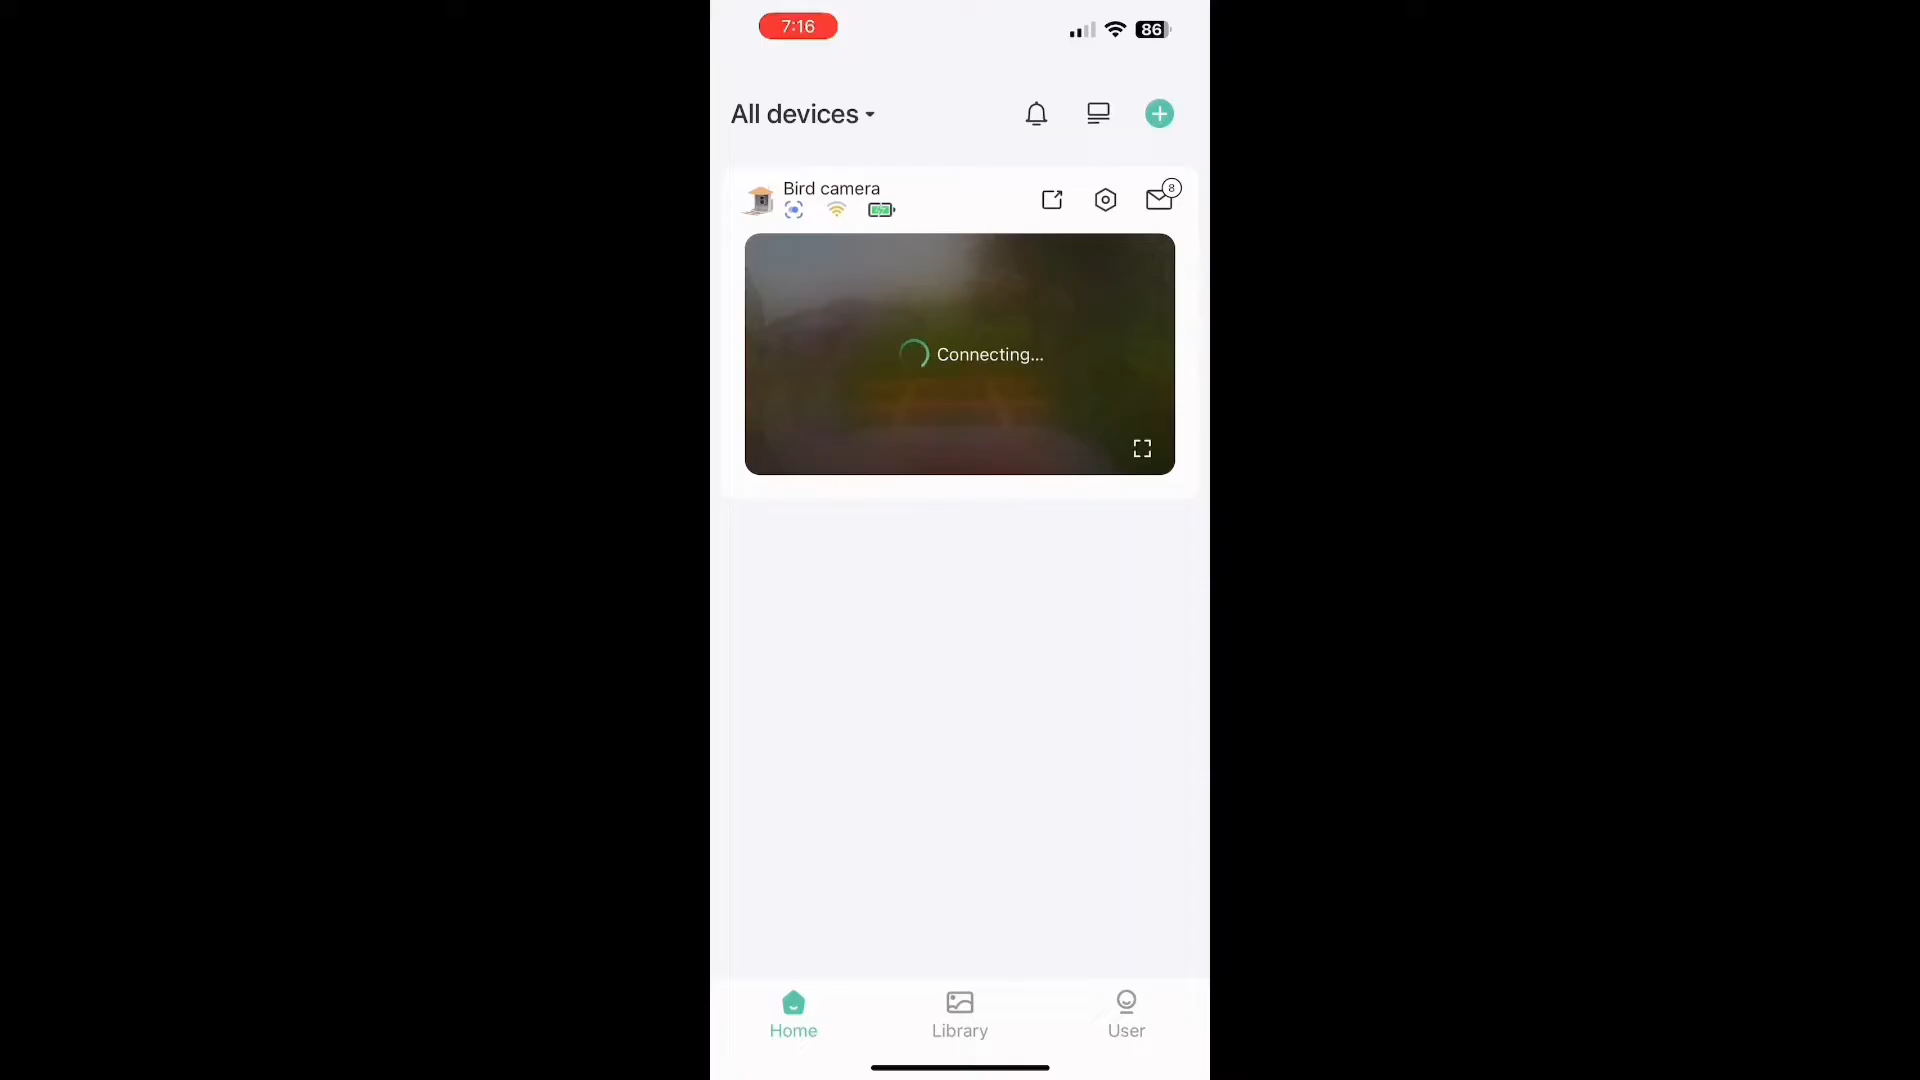 7:16
86
All devices
Bird camera
8
Connecting...
Home
Library
User